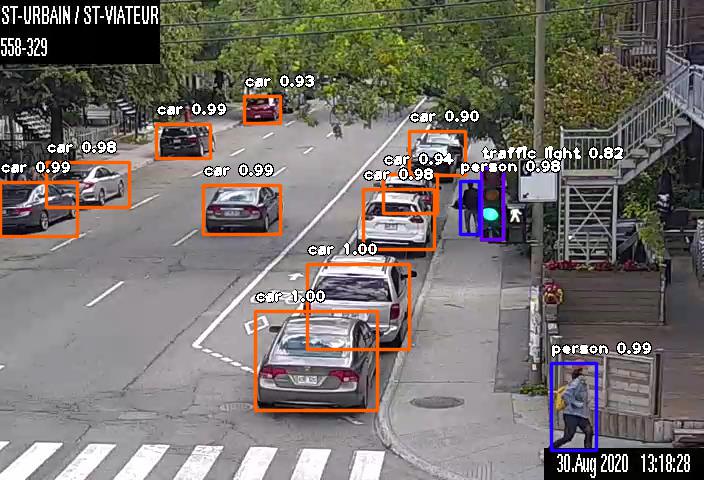 ST-URBAIN / ST-VIATEUR
558-329
car 0.93
car 0.99
car 0.90
car 0.98
car 0.94
traffic light 0.82
car 0.99
car 0.99
car 0.98
person 0.98
car 1.00
car 1.00
person 0.99
30.Aug 2020 13:18:28